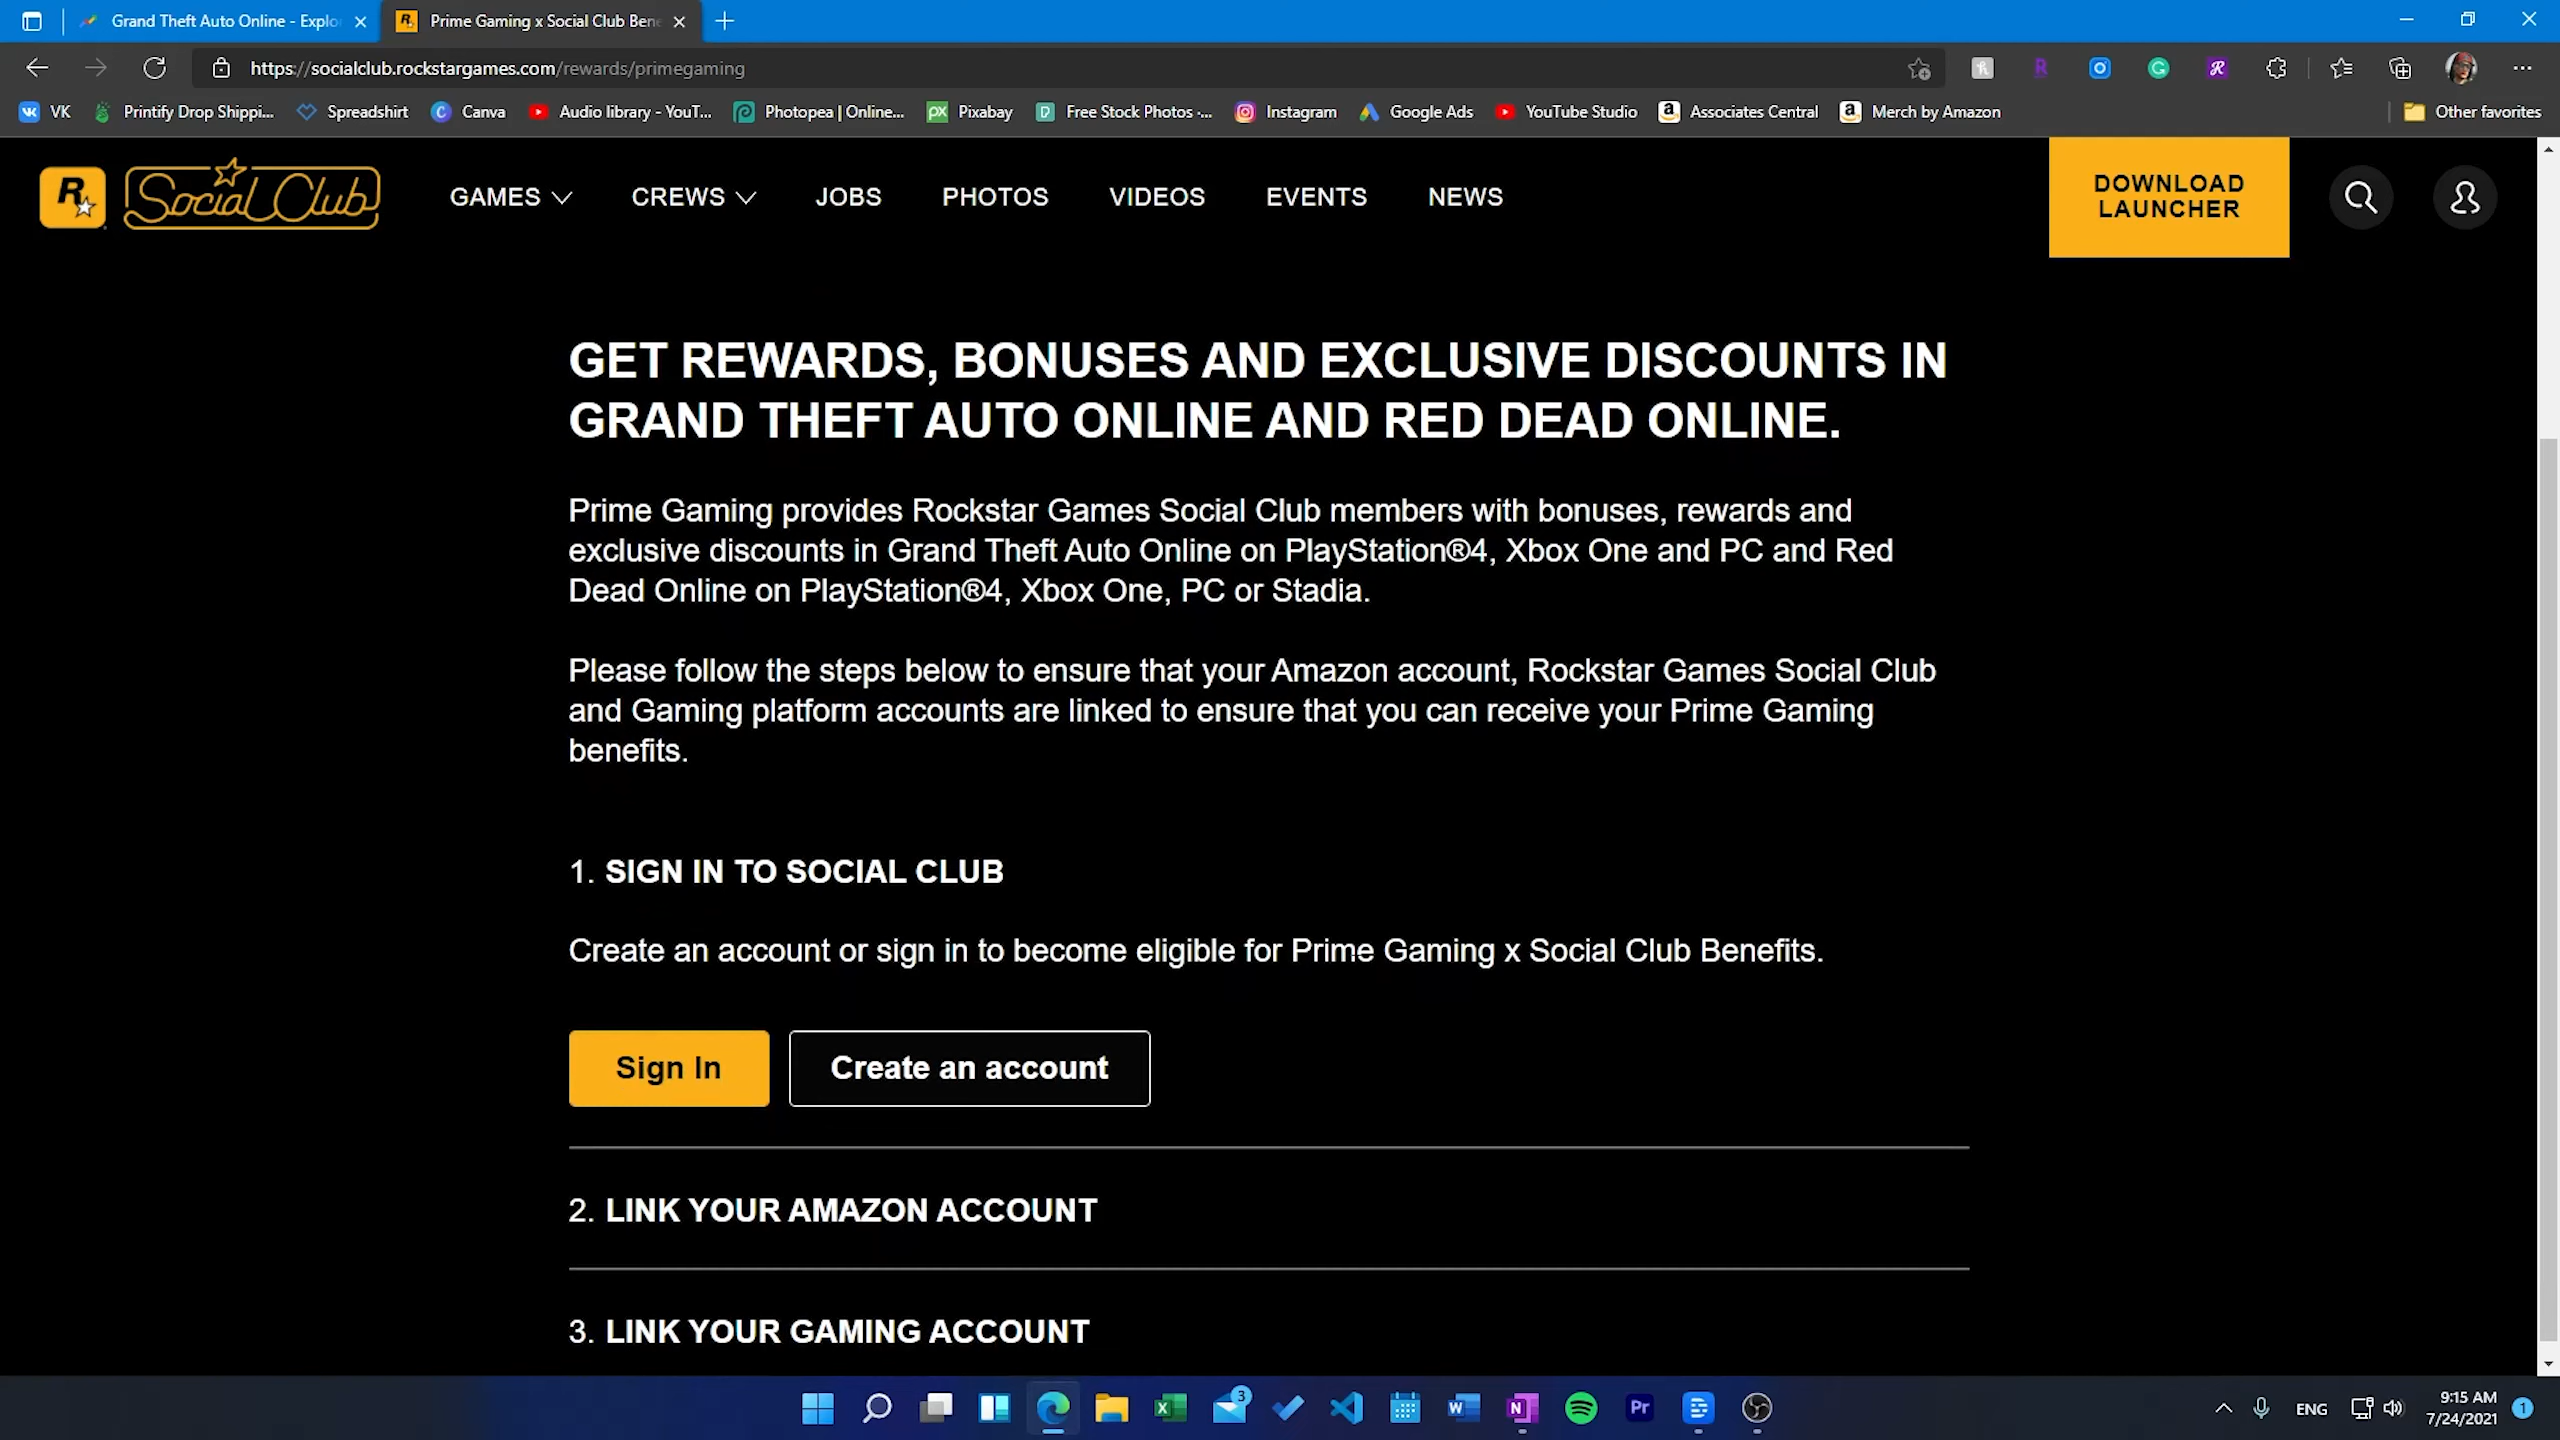 Grand Theft Auto Online - Explo
Prime Gaming x Social Club Ben
https://socialclub.rockstargames.com/rewards/primegaming
VK
Printify Drop Shippi...
Spreadshirt
Canva
Audio library - YouT...
Photopea | Online...
Pixabay
Free Stock Photos ·...
Instagram
Google Ads
YouTube Studio
Associates Central
Merch by Amazon
Other favorites
R
Social Club
GAMES
CREWS
JOBS
PHOTOS
VIDEOS
EVENTS
NEWS
DOWNLOAD
LAUNCHER
GET REWARDS, BONUSES AND EXCLUSIVE DISCOUNTS IN
GRAND THEFT AUTO ONLINE AND RED DEAD ONLINE.
Prime Gaming provides Rockstar Games Social Club members with bonuses, rewards and
exclusive discounts in Grand Theft Auto Online on PlayStation®4, Xbox One and PC and Red
Dead Online on PlayStation®4, Xbox One, PC or Stadia.
Please follow the steps below to ensure that your Amazon account, Rockstar Games Social Club
and Gaming platform accounts are linked to ensure that you can receive your Prime Gaming
benefits.
1. SIGN IN TO SOCIAL CLUB
Create an account or sign in to become eligible for Prime Gaming x Social Club Benefits.
Sign In
Create an account
2. LINK YOUR AMAZON ACCOUNT
3. LINK YOUR GAMING ACCOUNT
3
Pr
ENG
9:15 AM
7/24/2021
1